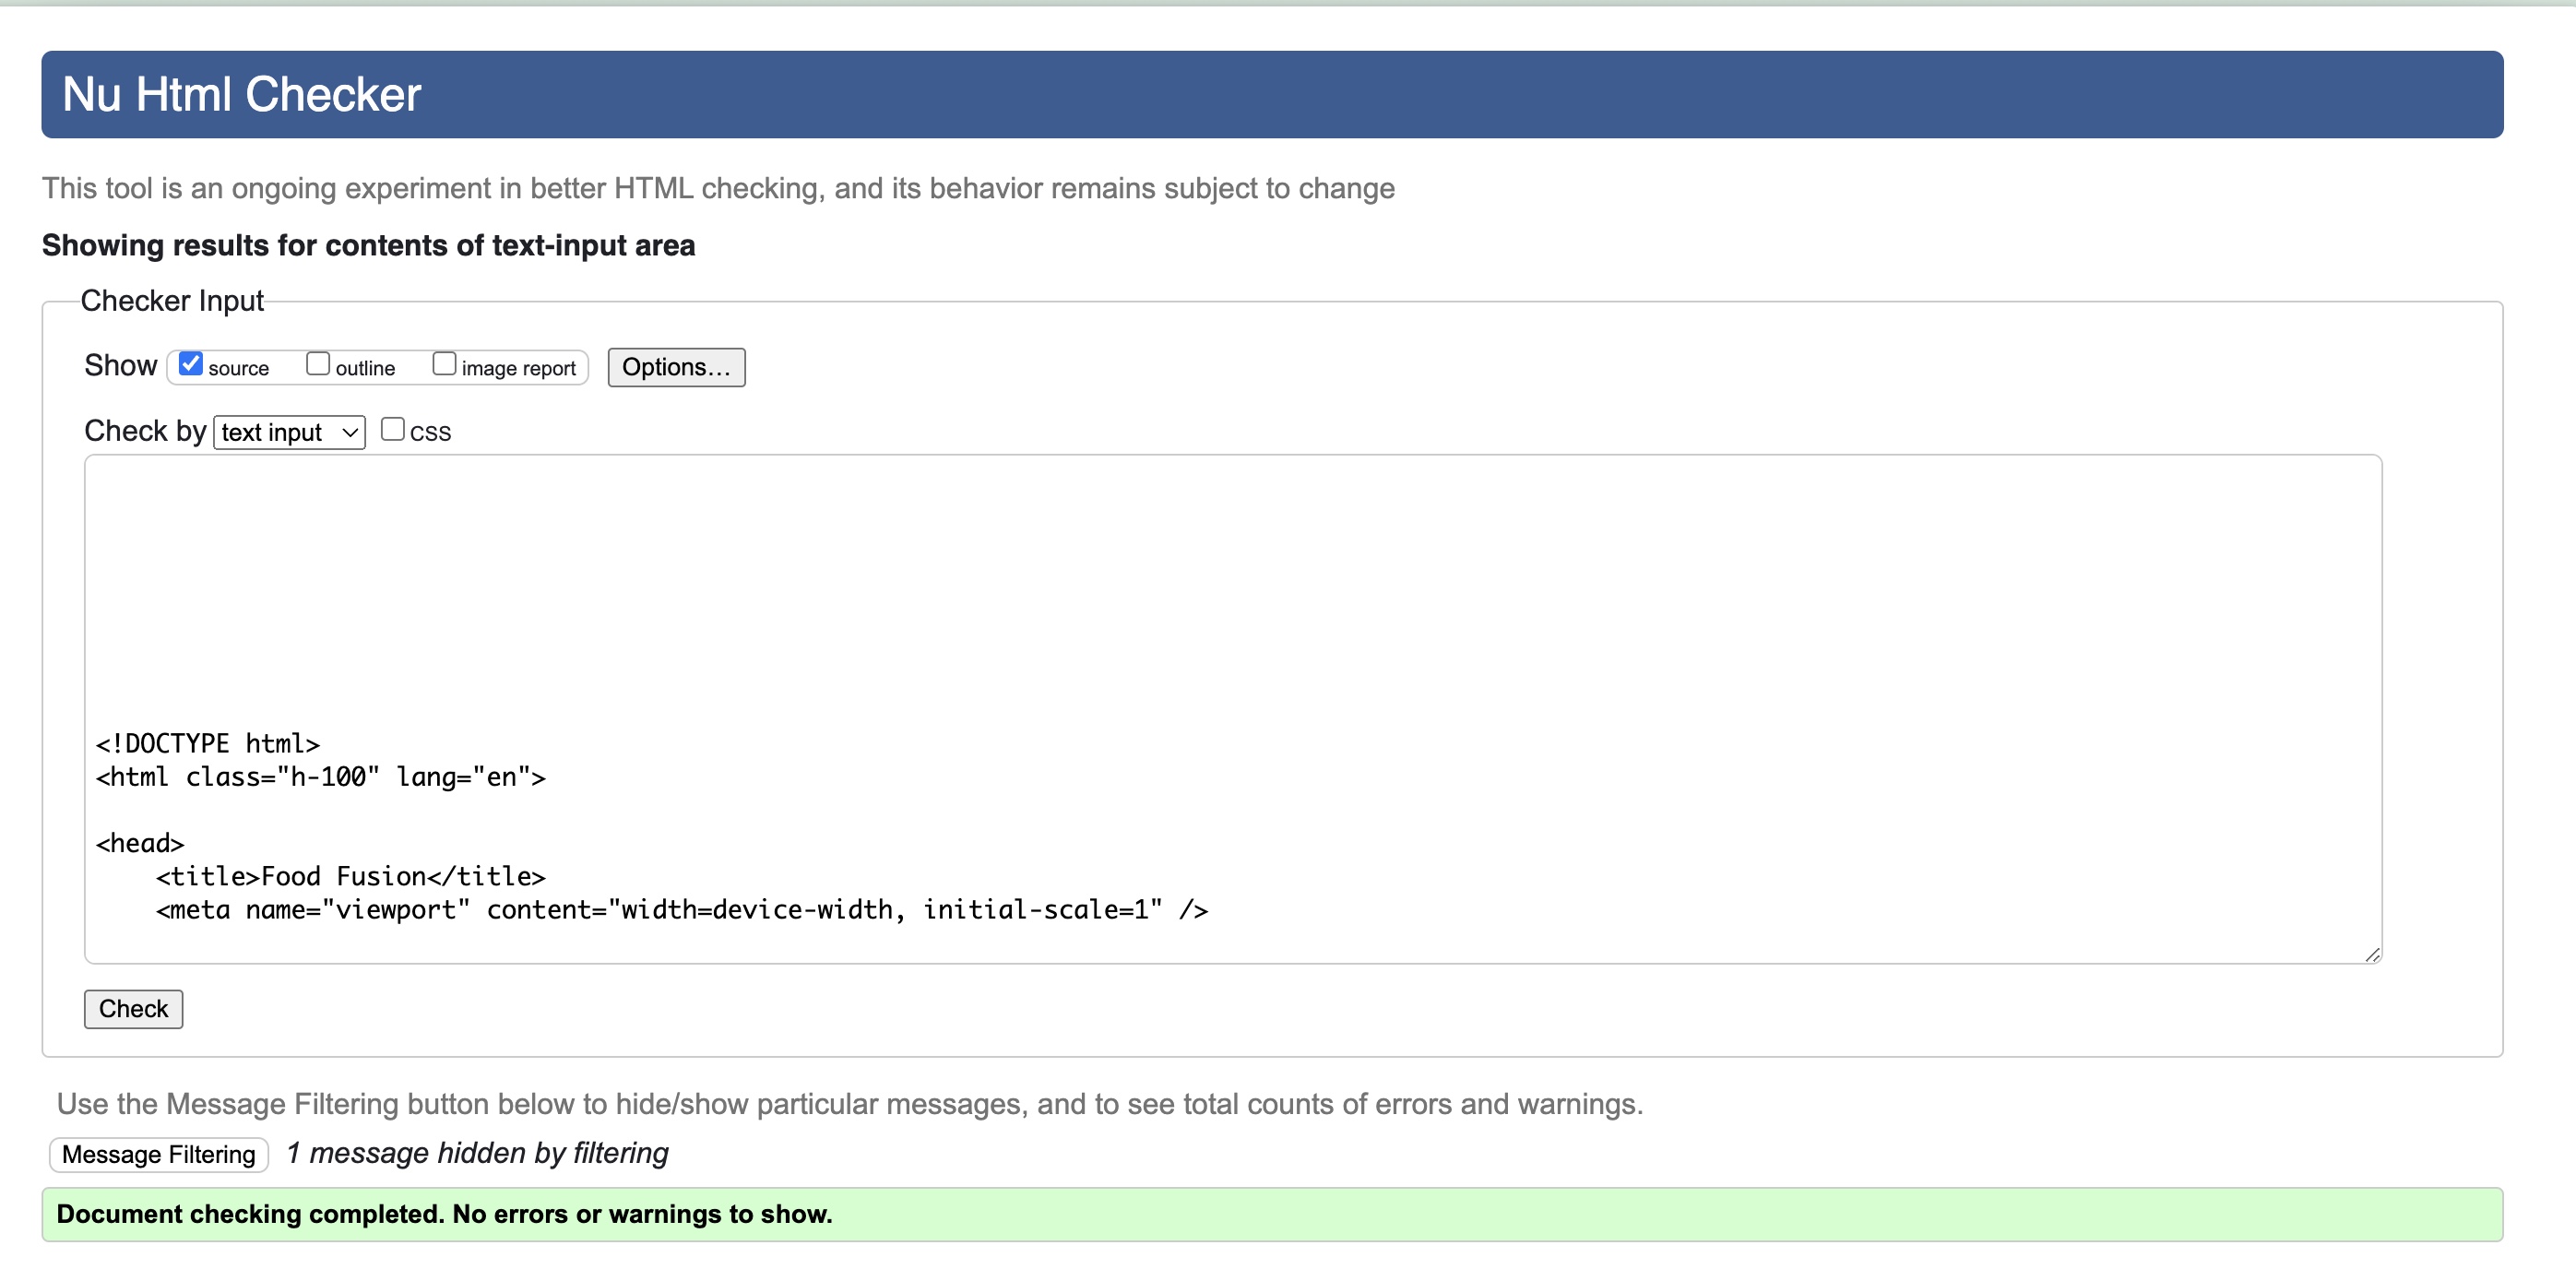 Nu Html Checker
This tool is an ongoing experiment in better HTML checking, and its behavior remains subject to change
Showing results for contents of text-input area
Checker Input
Show source outline image report Options...
Check by text input CSS
<!DOCTYPE html>
<html class="h-100" lang="en">
<head>
    <title>Food Fusion</title>
    <meta name="viewport" content="width=device-width, initial-scale=1" />
Check
Use the Message Filtering button below to hide/show particular messages, and to see total counts of errors and warnings.
Message Filtering 1 message hidden by filtering
Document checking completed. No errors or warnings to show.